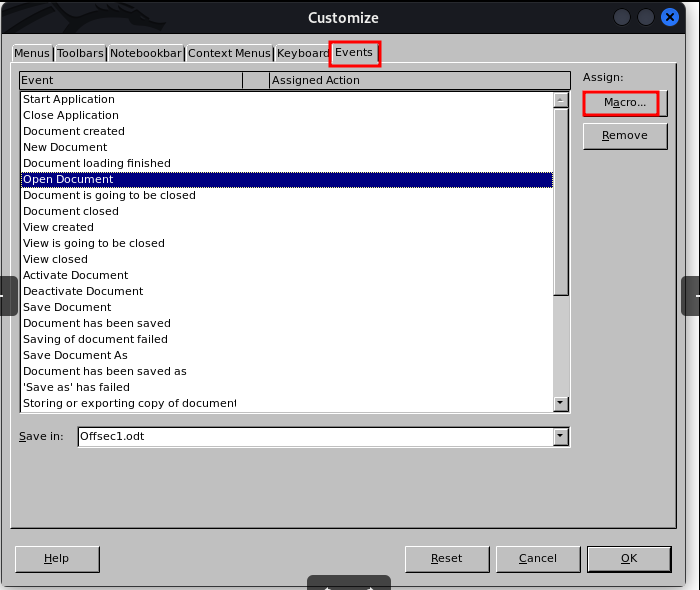 Customize
Menus Toolbars Notebookbar Context Menus Keyboard Events
Event Assigned Action
Assign:
Start Application
Macro...
Close Application
Document created
Remove
New Document
Document loading finished
Open Document
Document is going to be closed
Document closed
View created
View is going to be closed
View closed
Activate Document
Deactivate Document
Save Document
Document has been saved
Saving of document failed
Save Document As
Document has been saved as
'Save as' has failed
Storing or exporting copy of document
Save in: Offsec1.odt
Help Reset Cancel OK